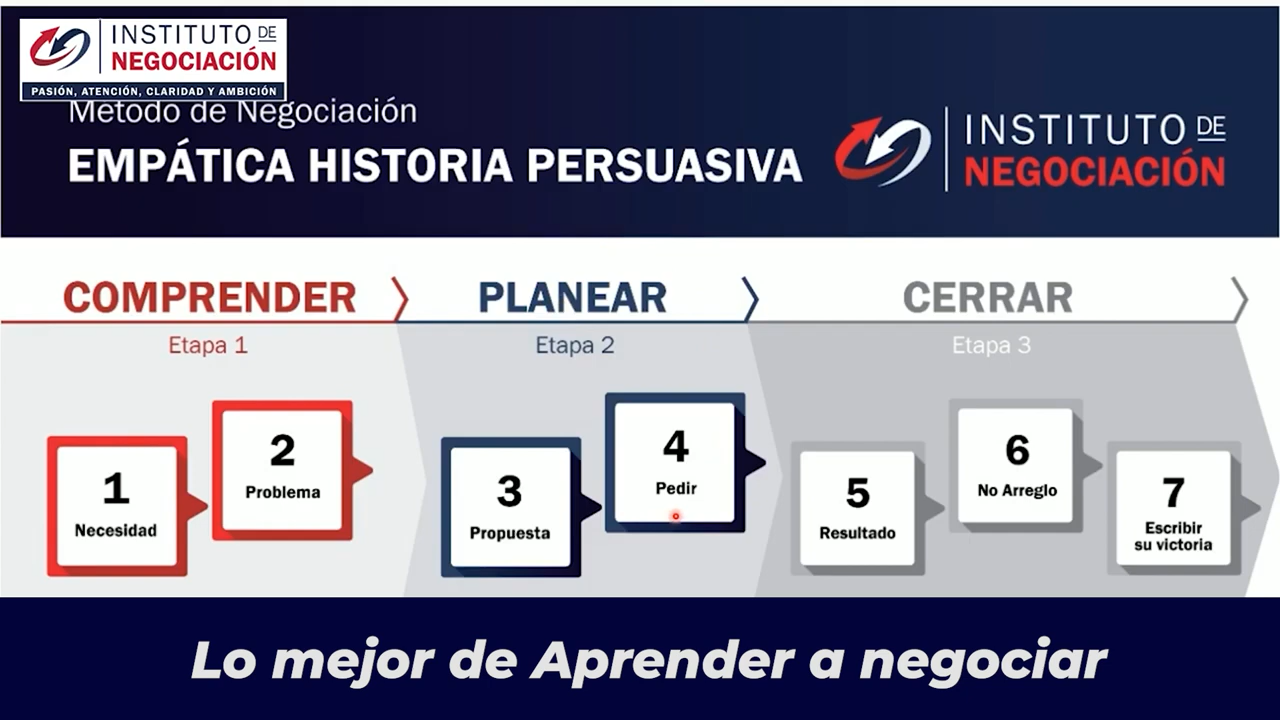 INSTITUTO DE
NEGOCIACIÓN
PASIÓN, ATENCIÓN, CLARIDAD Y AMBICIÓN
Método de Negociación
EMPÁTICA HISTORIA PERSUASIVA
INSTITUTO DE
NEGOCIACIÓN
COMPRENDER
PLANEAR
CERRAR
Etapa 1
Etapa 2
Etapa 3
1
Necesidad
2
Problema
3
Propuesta
4
Pedir
5
Resultado
6
No Arreglo
7
Escribir
su victoria
Lo mejor de Aprender a negociar